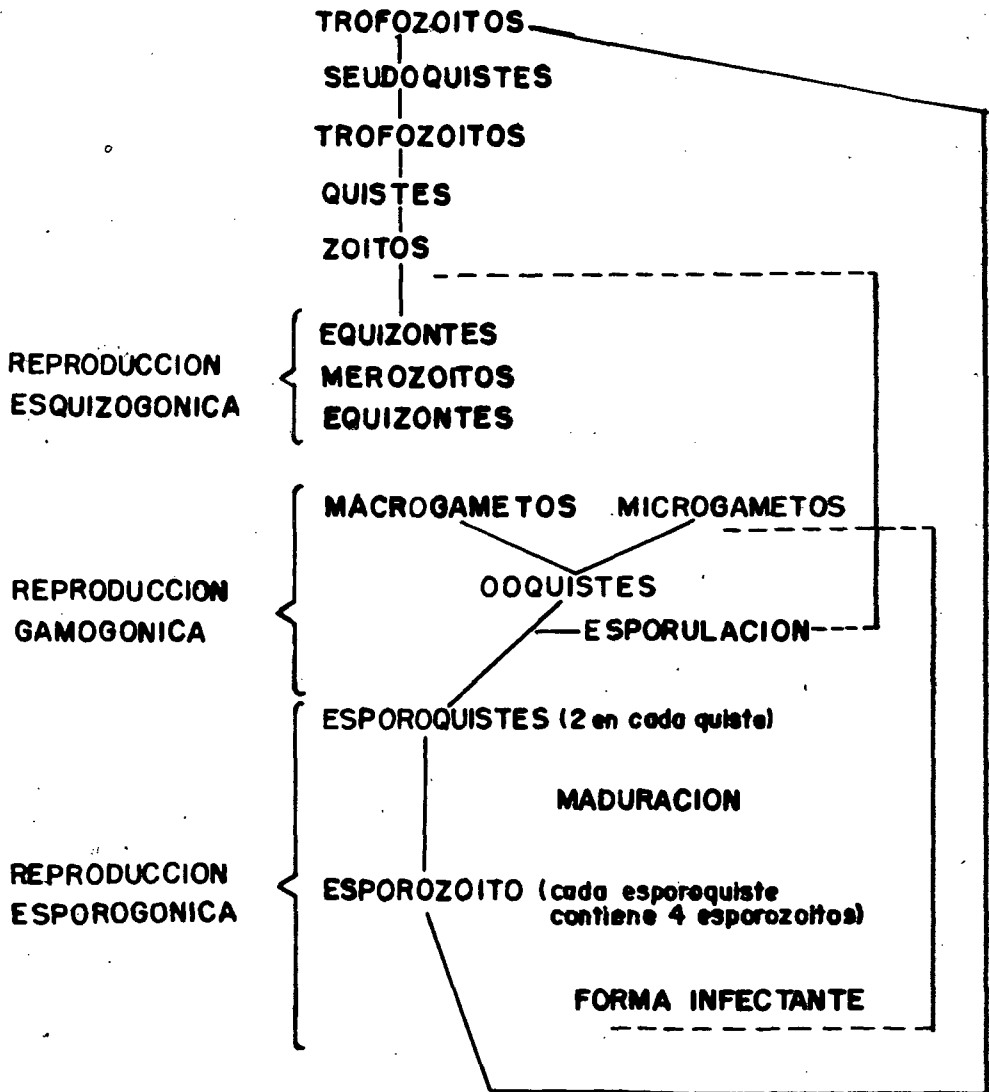 TROFOZOITOS
SEUDOQUISTES
TROFOZOITOS
QUISTES
ZOITOS
REPRODUCCION
ESQUIZOGONICA
EQUIZONTES
MEROZOITOS
EQUIZONTES
REPRODUCCION
GAMOGONICA
MACROGAMETOS MICROGAMETOS
OOQUISTES
ESPORULACION
REPRODUCCION
ESPOROGONICA
ESPOROQUISTES (2 en cada quiste)
MADURACION
ESPOROZOITO (cada esporoquiste
contiene 4 esporozoitos)
FORMA INFECTANTE